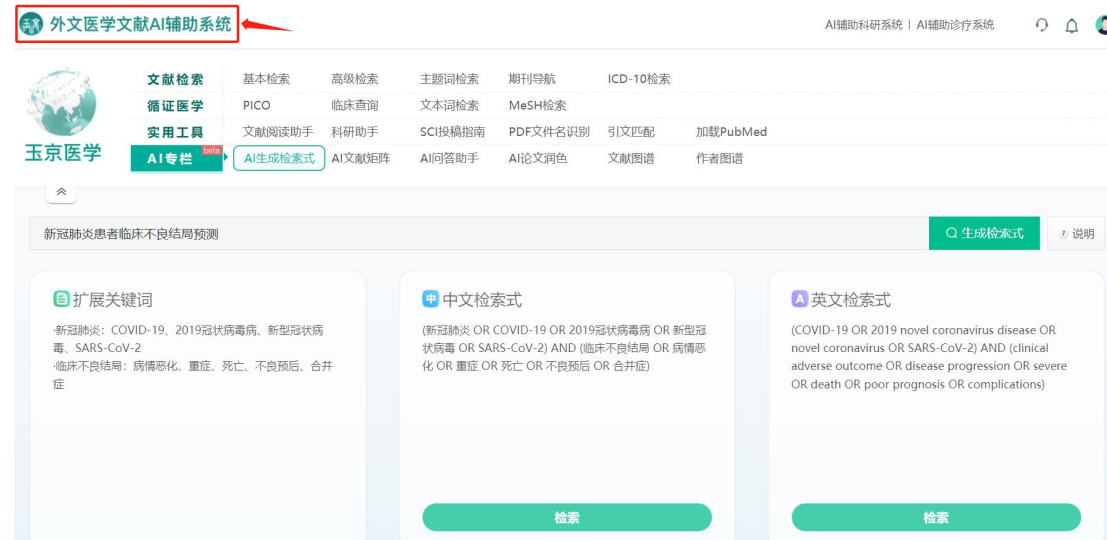 外文医学文献AI辅助系统
AI辅助科研系统 | AI辅助诊疗系统
玉京医学
文献检索 基本检索 高级检索 主题词检索 期刊导航 ICD-10检索
循证医学 PICO 临床查询 文本词检索 MeSH检索
实用工具 文献阅读助手 科研助手 SCI投稿指南 PDF文件名识别 引文匹配 加载PubMed
AI专栏 beta AI生成检索式 AI文献矩阵 AI问答助手 AI论文润色 文献图谱 作者图谱
新冠肺炎患者临床不良结局预测 生成检索式 说明
扩展关键词
·新冠肺炎：COVID-19、2019冠状病毒病、新型冠状病
毒、SARS-CoV-2
·临床不良结局：病情恶化、重症、死亡、不良预后、合并
症
中 中文检索式
(新冠肺炎 OR COVID-19 OR 2019冠状病毒病 OR 新型冠
状病毒 OR SARS-CoV-2) AND (临床不良结局 OR 病情恶
化 OR 重症 OR 死亡 OR 不良预后 OR 合并症)
检索
A 英文检索式
(COVID-19 OR 2019 novel coronavirus disease OR
novel coronavirus OR SARS-CoV-2) AND (clinical
adverse outcome OR disease progression OR severe
OR death OR poor prognosis OR complications)
检索